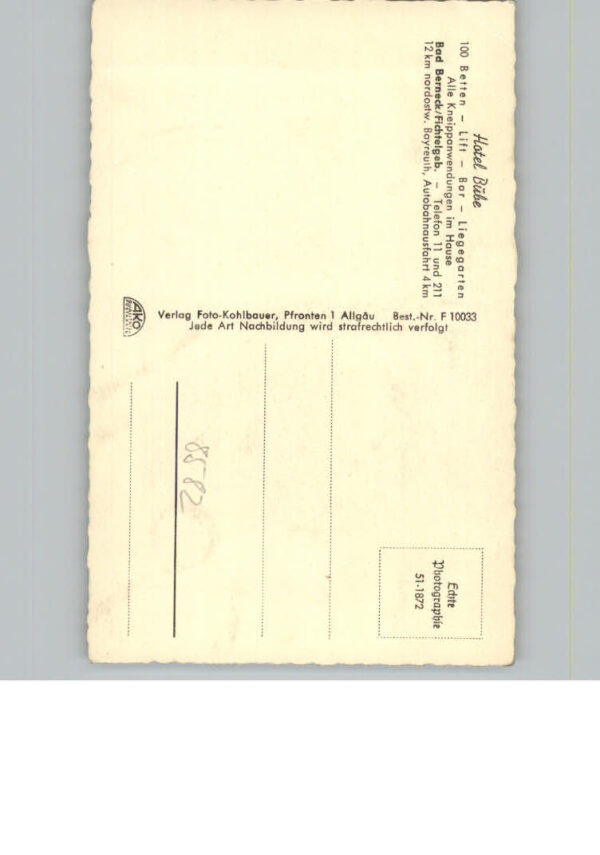 Hotel Bube
100 Betten – Lift – Bar – Liegegarten
Alle Kneippanwendungen im Hause
Bad Berneck/Fichtelgeb. – Telefon 11 und 211
12 km nordostw. Bayreuth, Autobahnausfahrt 4 km
Verlag Foto-Kohlbauer, Pfronten 1 Allgäu Best.-Nr. F 10033
Jede Art Nachbildung wird strafrechtlich verfolgt
AKO
Echte
Photographie
51-1872
8582